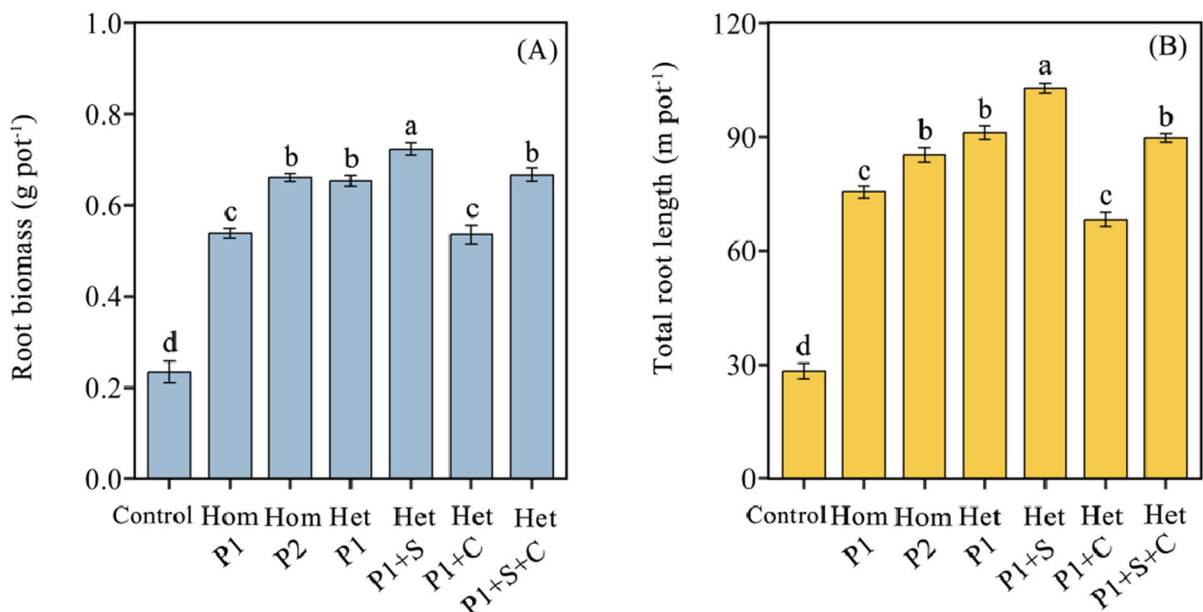 Root biomass (g pot⁻¹)
1.0
0.8
0.6
0.4
0.2
0.0
(A)
d
c
b
b
a
c
b
Control Hom Hom Het Het Het Het
P1 P2 P1 P1+S P1+C P1+S+C
Total root length (m pot⁻¹)
120
90
60
30
0
(B)
d
c
b
b
a
c
b
Control Hom Hom Het Het Het Het
P1 P2 P1 P1+S P1+C P1+S+C